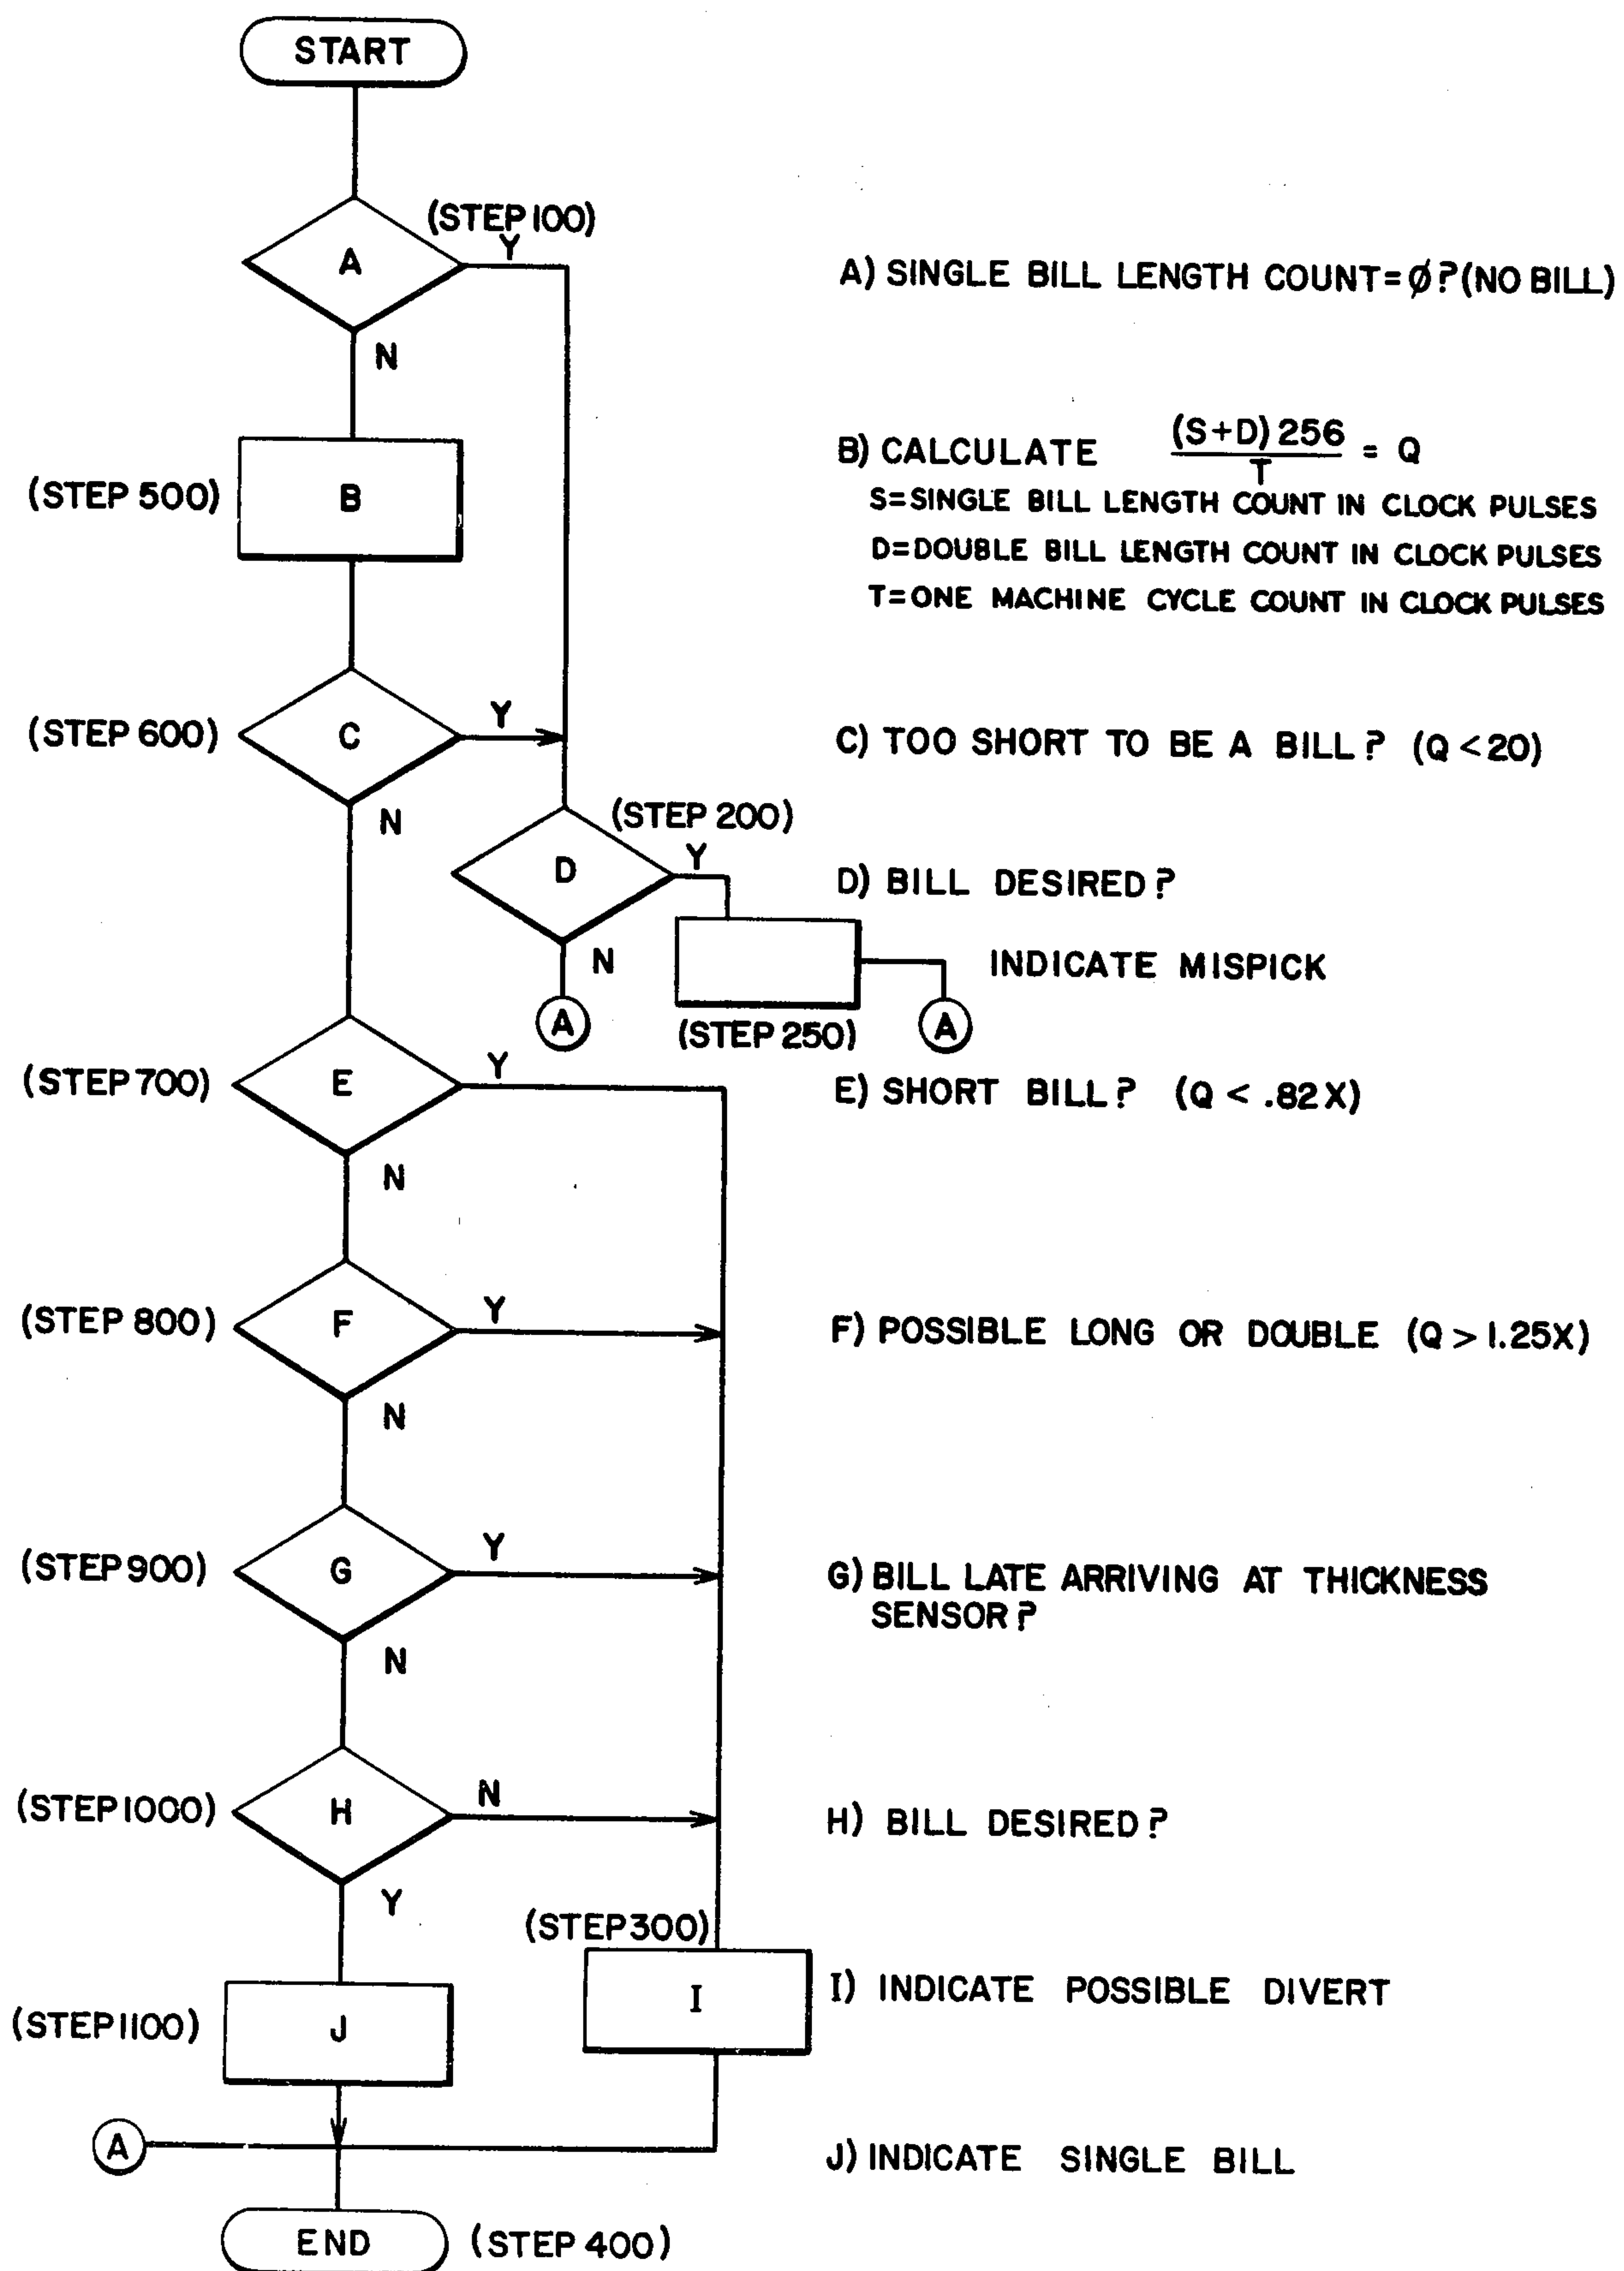 START
(STEP 100)
A
Y
N
A) SINGLE BILL LENGTH COUNT=Ø?(NO BILL)
(STEP 500)
B
B) CALCULATE (S+D) 256 / T = Q
S=SINGLE BILL LENGTH COUNT IN CLOCK PULSES
D=DOUBLE BILL LENGTH COUNT IN CLOCK PULSES
T=ONE MACHINE CYCLE COUNT IN CLOCK PULSES
(STEP 600)
C
Y
N
C) TOO SHORT TO BE A BILL? (Q<20)
(STEP 200)
D
Y
N
D) BILL DESIRED?
INDICATE MISPICK
A
(STEP 250)
A
(STEP 700)
E
Y
N
E) SHORT BILL? (Q < .82X)
(STEP 800)
F
Y
N
F) POSSIBLE LONG OR DOUBLE (Q > 1.25X)
(STEP 900)
G
Y
N
G) BILL LATE ARRIVING AT THICKNESS
SENSOR?
(STEP 1000)
H
N
Y
H) BILL DESIRED?
(STEP 300)
I
I) INDICATE POSSIBLE DIVERT
(STEP 1100)
J
A
J) INDICATE SINGLE BILL
END
(STEP 400)